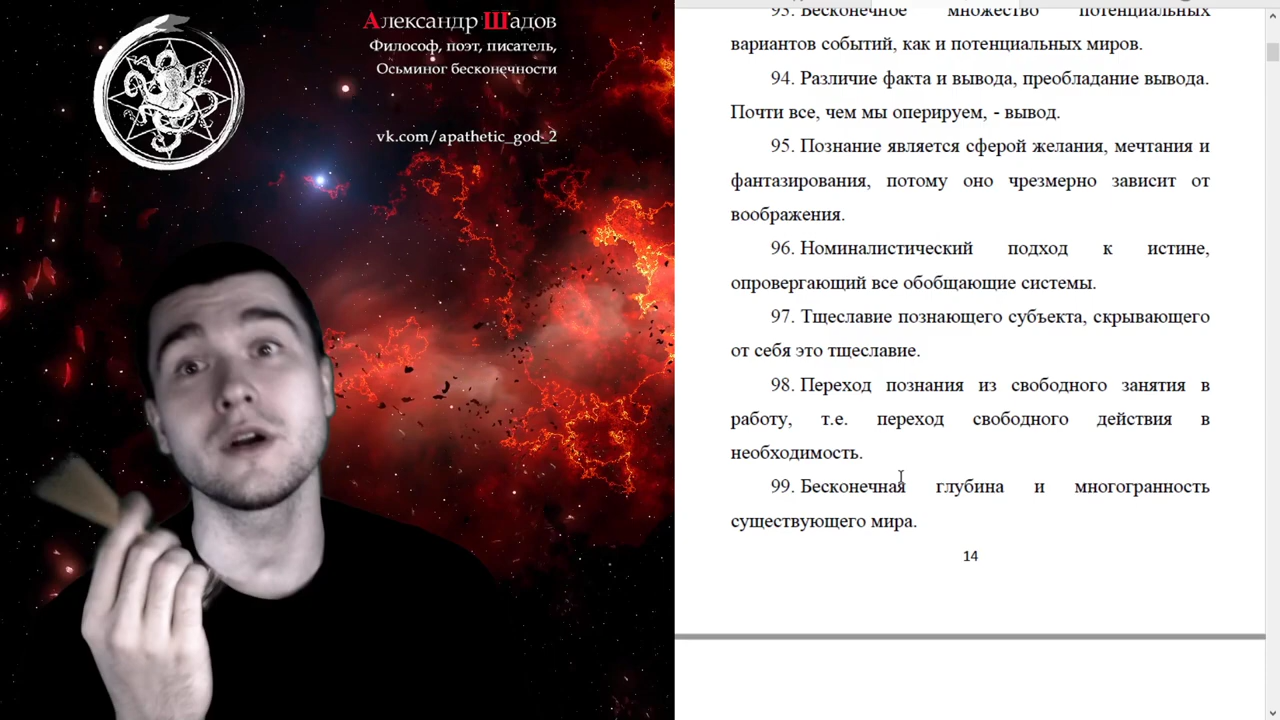 Александр Шадов
Философ, поэт, писатель,
Осьминог бесконечности
vk.com/apathetic_god_2
93. Бесконечное множество потенциальных
вариантов событий, как и потенциальных миров.
94. Различие факта и вывода, преобладание вывода.
Почти все, чем мы оперируем, - вывод.
95. Познание является сферой желания, мечтания и
фантазирования, потому оно чрезмерно зависит от
воображения.
96. Номиналистический подход к истине,
опровергающий все обобщающие системы.
97. Тщеславие познающего субъекта, скрывающего
от себя это тщеславие.
98. Переход познания из свободного занятия в
работу, т.е. переход свободного действия в
необходимость.
99. Бесконечная глубина и многогранность
существующего мира.
14